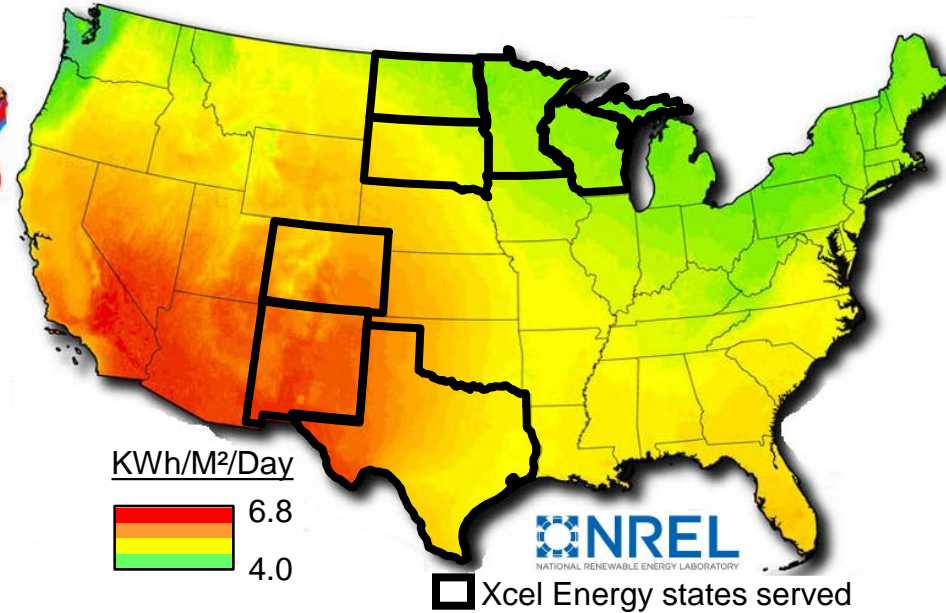 KWh/M²/Day
6.8
4.0
NREL
NATIONAL RENEWABLE ENERGY LABORATORY
Xcel Energy states served